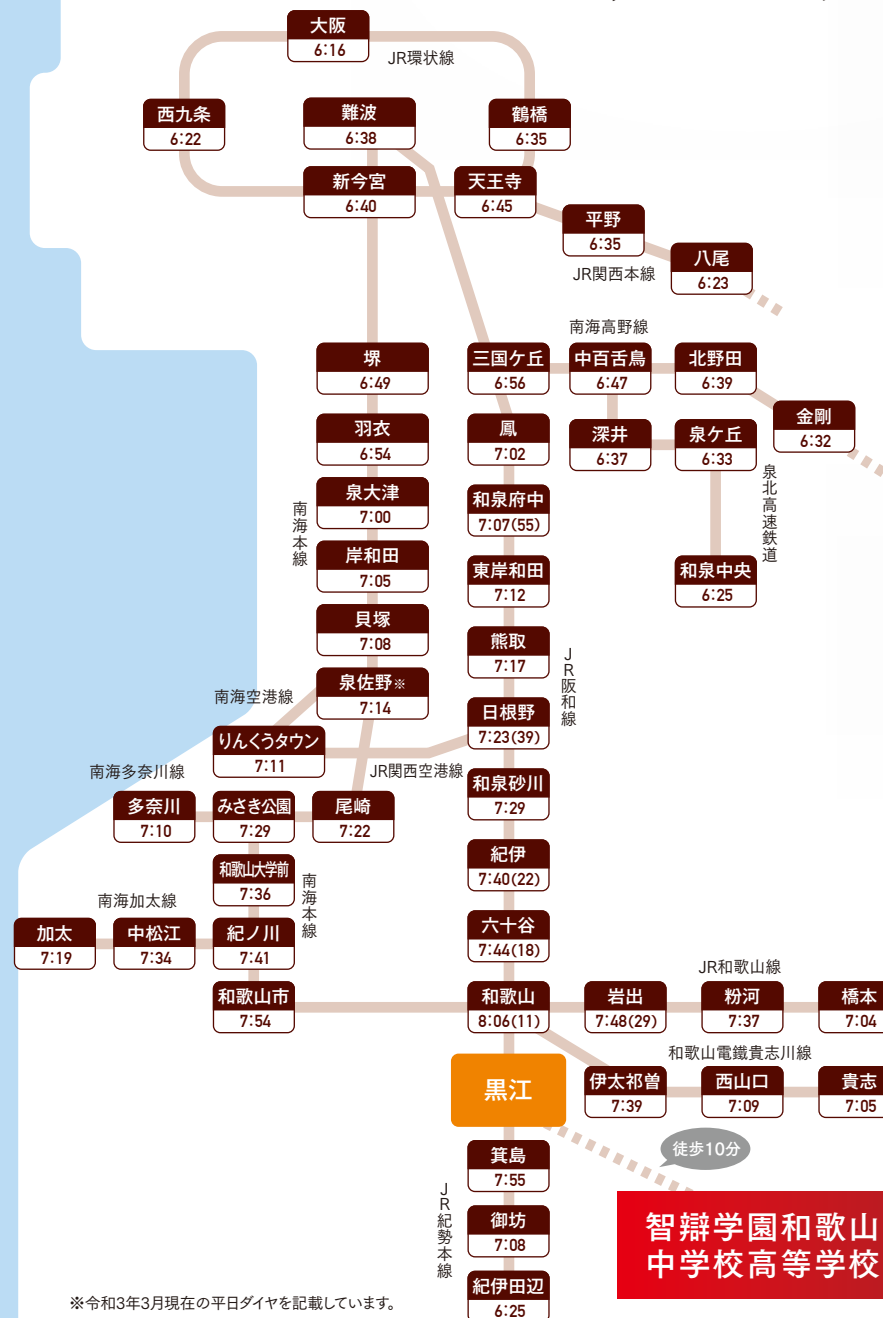 大阪
6:16
JR環状線
西九条
6:22
難波
6:38
鶴橋
6:35
新今宮
6:40
天王寺
6:45
平野
6:35
JR関西本線
八尾
6:23
南海高野線
堺
6:49
三国ケ丘
6:56
中百舌鳥
6:47
北野田
6:39
金剛
6:32
羽衣
6:54
鳳
7:02
深井
6:37
泉ケ丘
6:33
泉北高速鉄道
南海本線
泉大津
7:00
和泉府中
7:07(55)
岸和田
7:05
東岸和田
7:12
和泉中央
6:25
貝塚
7:08
熊取
7:17
JR阪和線
泉佐野※
7:14
南海空港線
日根野
7:23(39)
りんくうタウン
7:11
JR関西空港線
南海多奈川線
和泉砂川
7:29
多奈川
7:10
みさき公園
7:29
尾崎
7:22
紀伊
7:40(22)
和歌山大学前
7:36
南海本線
南海加太線
加太
7:19
中松江
7:34
紀ノ川
7:41
六十谷
7:44(18)
JR和歌山線
和歌山市
7:54
和歌山
8:06(11)
岩出
7:48(29)
粉河
7:37
橋本
7:04
和歌山電鐵貴志川線
黒江
伊太祁曽
7:39
西山口
7:09
貴志
7:05
徒歩10分
箕島
7:55
JR紀勢本線
御坊
7:08
智辯学園和歌山
中学校高等学校
紀伊田辺
6:25
※令和3年3月現在の平日ダイヤを記載しています。